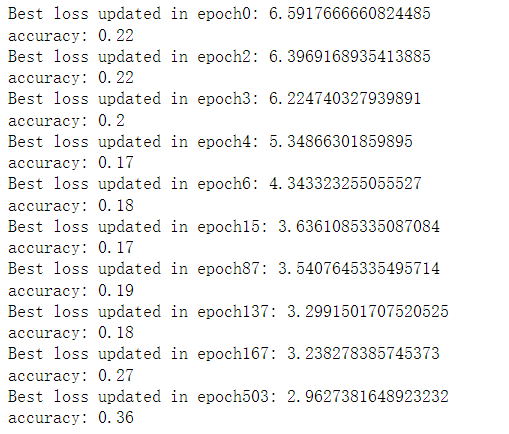 Best loss updated in epoch0: 6.5917666660824485
accuracy: 0.22
Best loss updated in epoch2: 6.3969168935413885
accuracy: 0.22
Best loss updated in epoch3: 6.224740327939891
accuracy: 0.2
Best loss updated in epoch4: 5.34866301859895
accuracy: 0.17
Best loss updated in epoch6: 4.343323255055527
accuracy: 0.18
Best loss updated in epoch15: 3.6361085335087084
accuracy: 0.17
Best loss updated in epoch87: 3.5407645335495714
accuracy: 0.19
Best loss updated in epoch137: 3.2991501707520525
accuracy: 0.18
Best loss updated in epoch167: 3.238278385745373
accuracy: 0.27
Best loss updated in epoch503: 2.9627381648923232
accuracy: 0.36